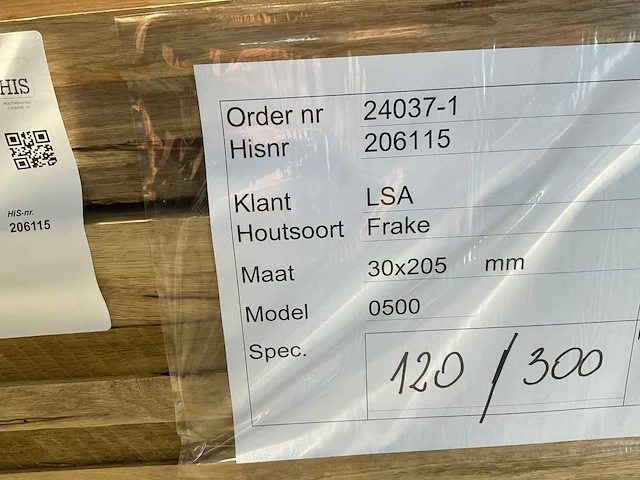 HIS
HIS-nr.
206115
Order nr 24037-1
Hisnr 206115
Klant LSA
Houtsoort Frake
Maat 30x205 mm
Model 0500
Spec. 120 / 300